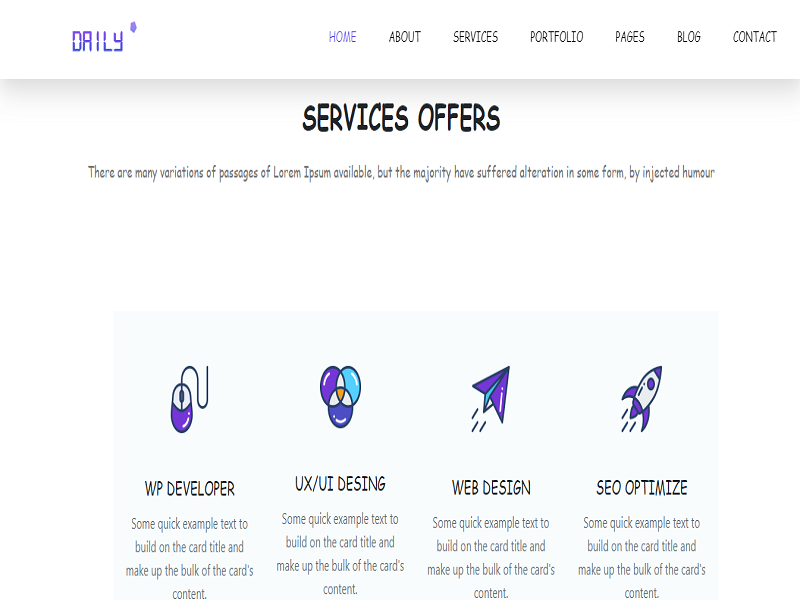 DAILY
HOME ABOUT SERVICES PORTFOLIO PAGES BLOG CONTACT
SERVICES OFFERS
There are many variations of passages of Lorem Ipsum available, but the majority have suffered alteration in some form, by injected humour
WP DEVELOPER
Some quick example text to
build on the card title and
make up the bulk of the card's
content.
UX/UI DESING
Some quick example text to
build on the card title and
make up the bulk of the card's
content.
WEB DESIGN
Some quick example text to
build on the card title and
make up the bulk of the card's
content.
SEO OPTIMIZE
Some quick example text to
build on the card title and
make up the bulk of the card's
content.